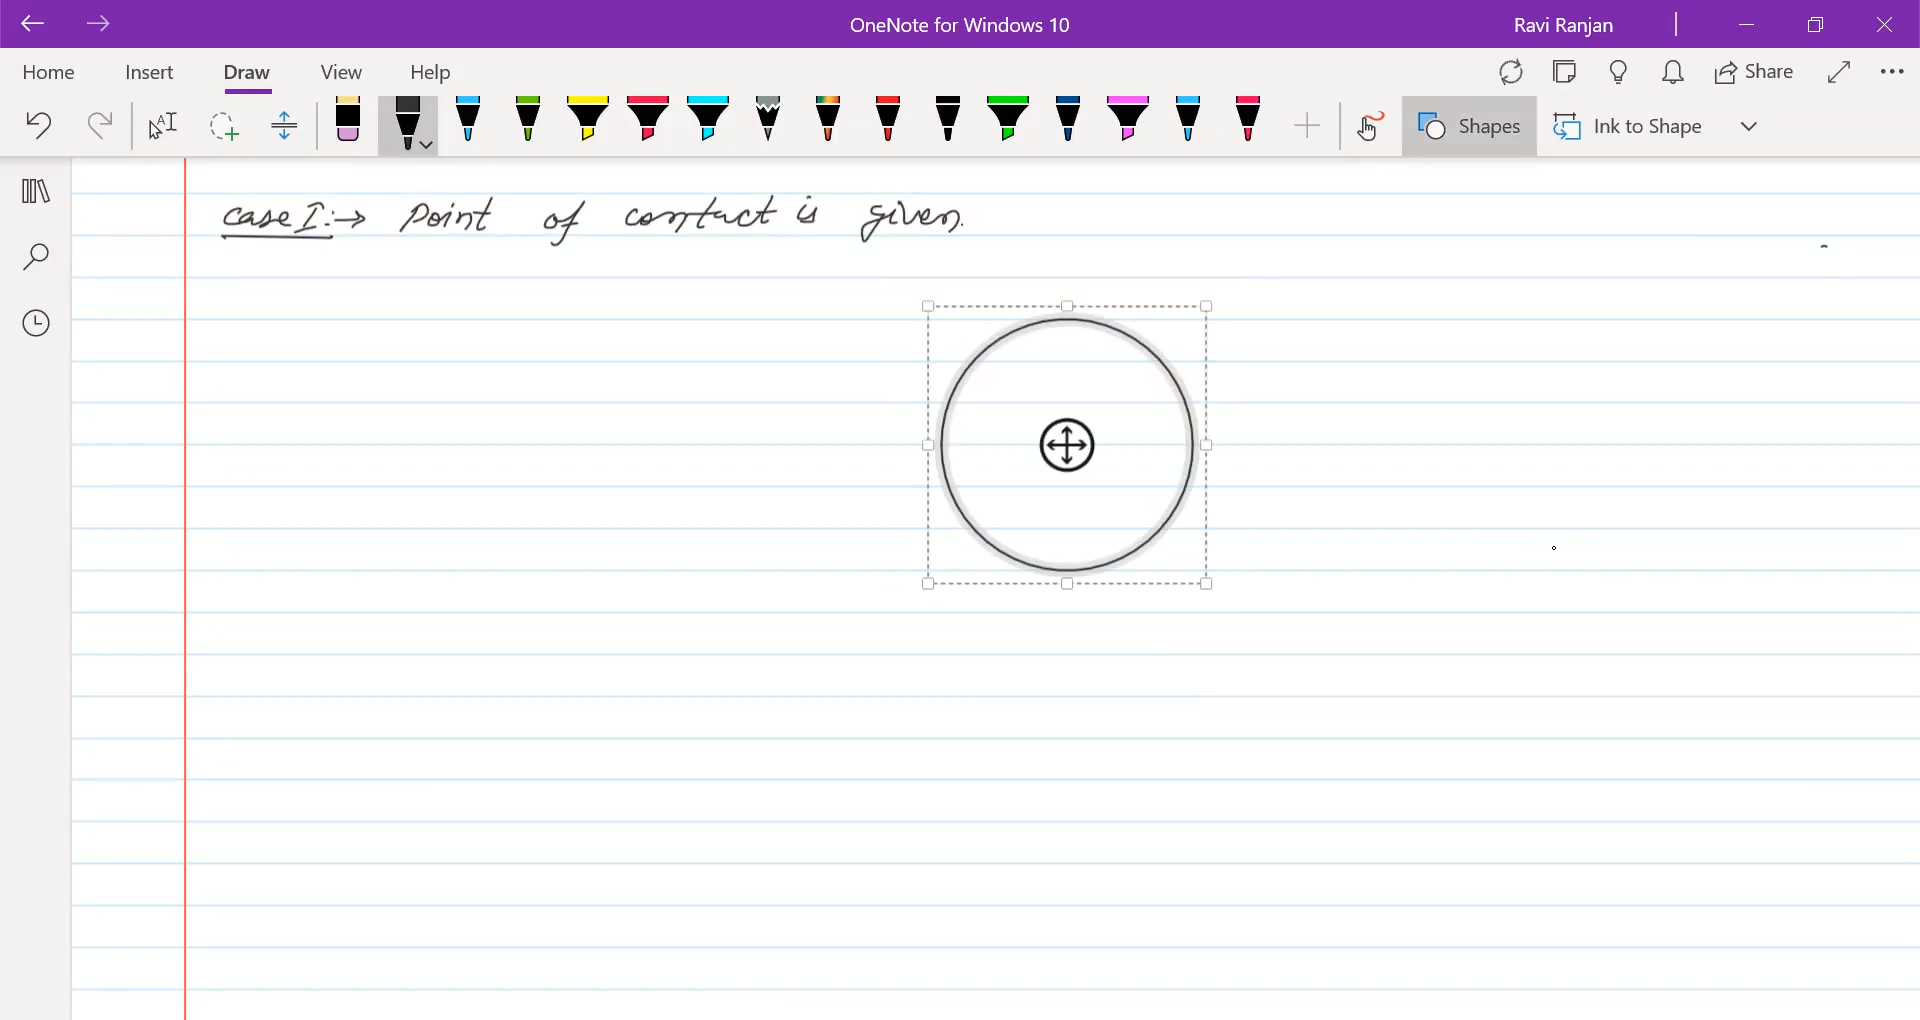 OneNote for Windows 10
Ravi Ranjan
Home Insert Draw View Help
Share
Shapes
Ink to Shape
case I:→ Point of contact is given.